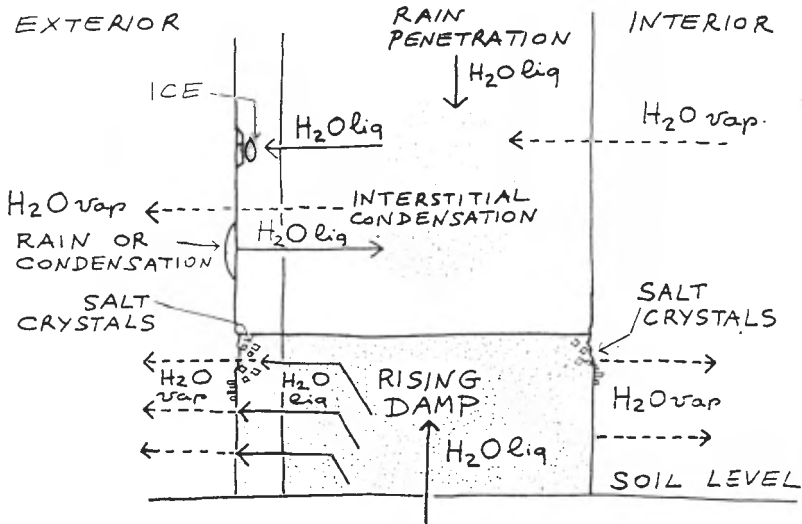 EXTERIOR
RAIN
PENETRATION
INTERIOR
H2O liq
ICE
H2O liq
H2O vap.
H2O vap
INTERSTITIAL
CONDENSATION
RAIN OR
CONDENSATION
H2O liq
SALT
CRYSTALS
SALT
CRYSTALS
H2O
vap
H2O
liq
RISING
DAMP
H2O vap
H2O liq
SOIL LEVEL